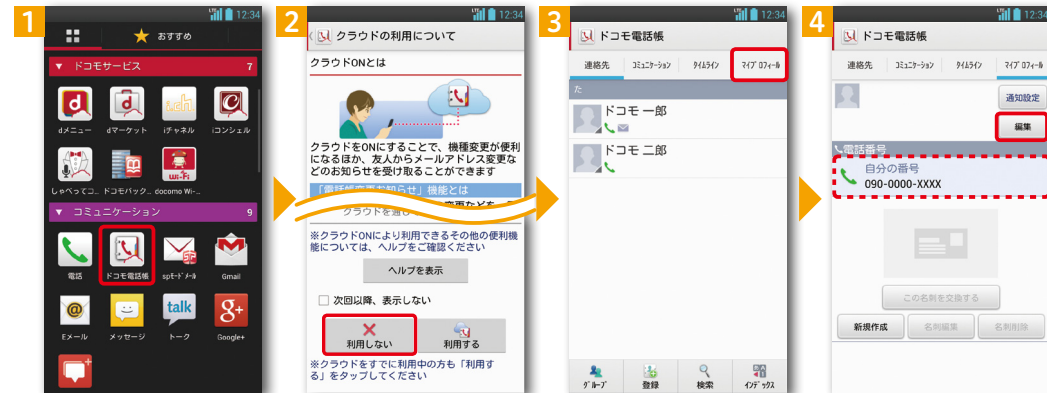 1
12:34
おすすめ
ドコモサービス 7
dメニュー dマーケット iチャネル iコンシェル
しゃべってコ.. ドコモバック.. docomo Wi-..
コミュニケーション 9
電話 ドコモ電話帳 spモードメール Gmail
Eメール メッセージ トーク Google+
2
12:34
クラウドの利用について
クラウドONとは
クラウドをONにすることで、機種変更が便利
になるほか、友人からメールアドレス変更な
どのお知らせを受け取ることができます
「電話帳変更お知らせ」機能とは
クラウドを通じ
※クラウドONにより利用できるその他の便利機
能については、ヘルプをご確認ください
ヘルプを表示
次回以降、表示しない
利用しない 利用する
※クラウドをすでに利用中の方も「利用す
る」をタップしてください
3
12:34
ドコモ電話帳
連絡先 コミュニケーション タイムライン マイプロフィール
た
ドコモ 一郎
ドコモ 二郎
グループ 登録 検索 インデックス
4
12:34
ドコモ電話帳
連絡先 コミュニケーション タイムライン マイプロフィール
通知設定
編集
電話番号
自分の番号
090-0000-XXXX
この名刺を交換する
新規作成 名刺編集 名刺削除